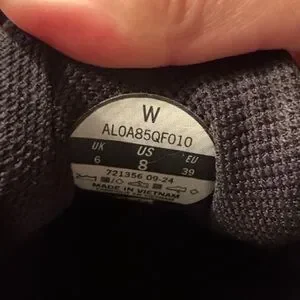 W
AL0A85QF010
UK US EU
6 8 39
721356 09-24
MADE IN VIETNAM